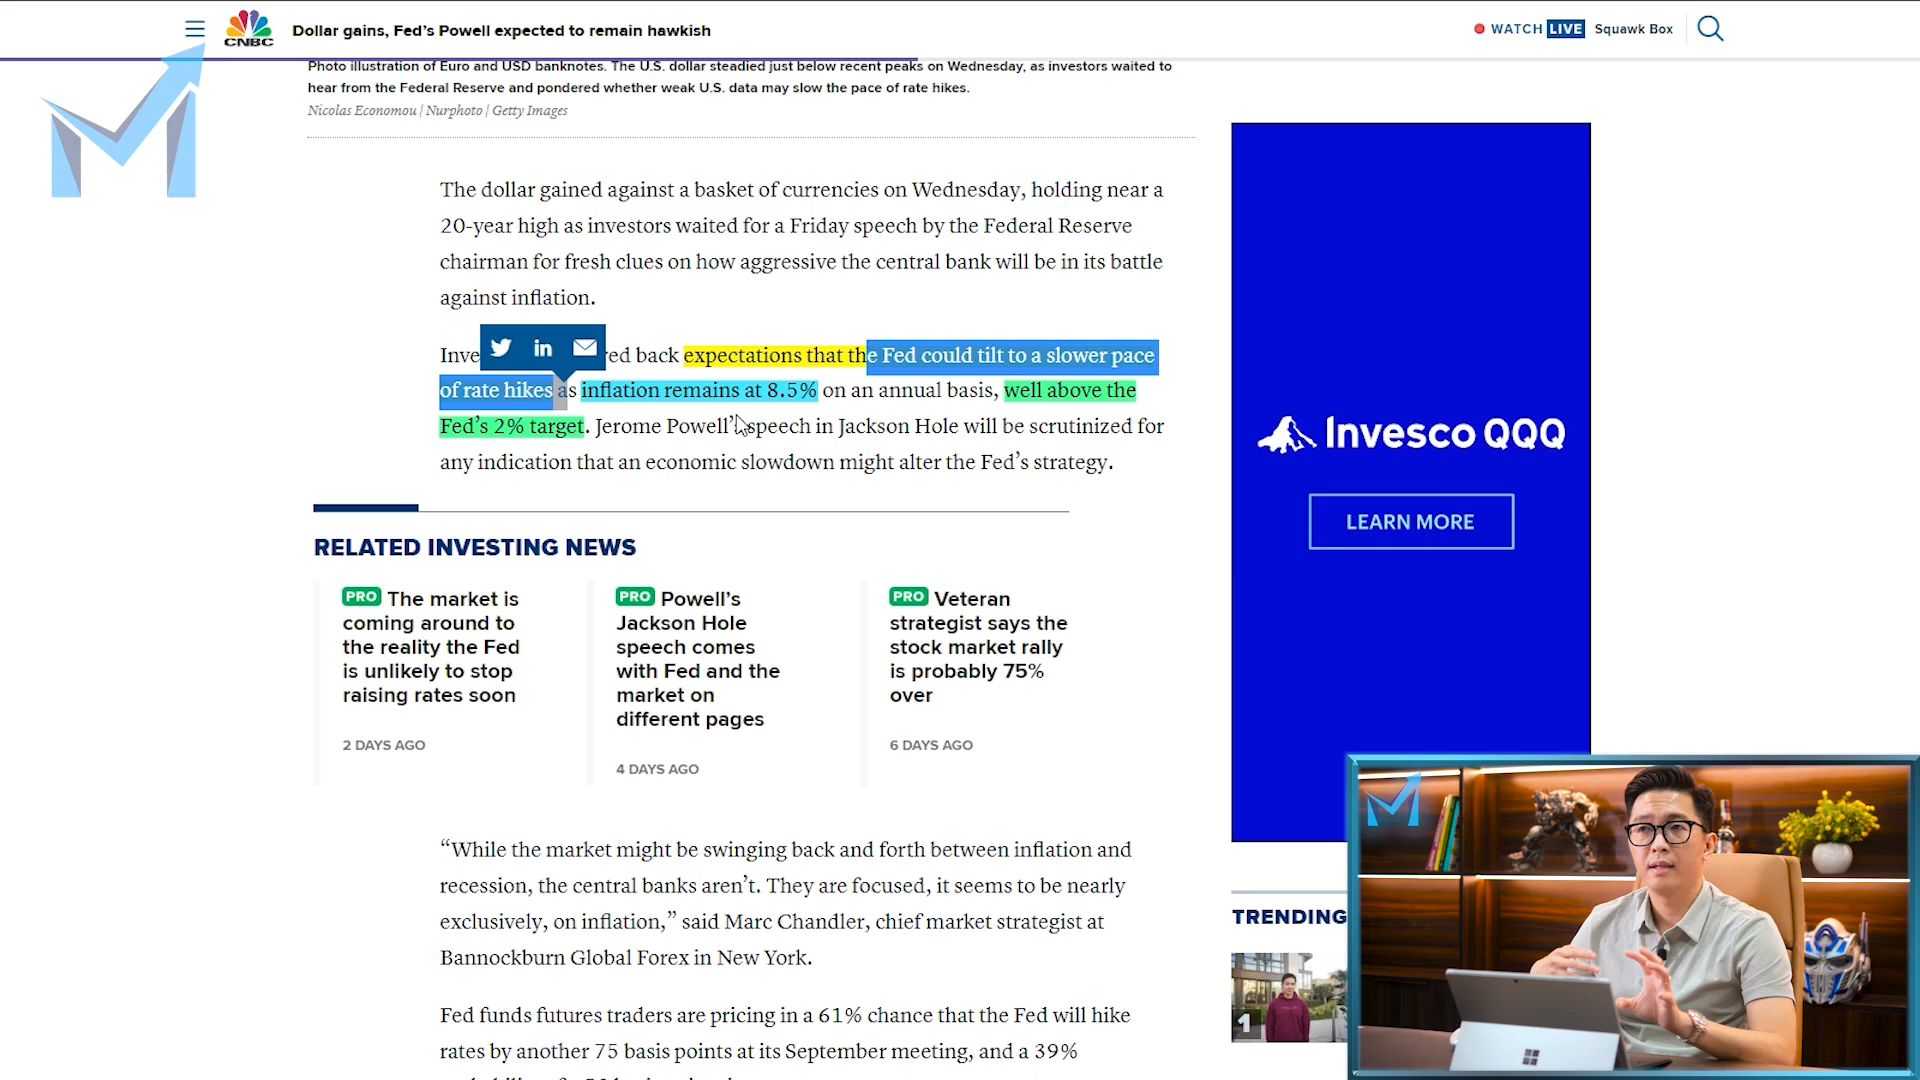 CNBC
Dollar gains, Fed’s Powell expected to remain hawkish
WATCH LIVE Squawk Box
Photo illustration of Euro and USD banknotes. The U.S. dollar steadied just below recent peaks on Wednesday, as investors waited to
hear from the Federal Reserve and pondered whether weak U.S. data may slow the pace of rate hikes.
Nicolas Economou | Nurphoto | Getty Images
The dollar gained against a basket of currencies on Wednesday, holding near a
20-year high as investors waited for a Friday speech by the Federal Reserve
chairman for fresh clues on how aggressive the central bank will be in its battle
against inflation.
Inve red back expectations that the Fed could tilt to a slower pace
of rate hikes as inflation remains at 8.5% on an annual basis, well above the
Fed’s 2% target. Jerome Powell’s speech in Jackson Hole will be scrutinized for
any indication that an economic slowdown might alter the Fed’s strategy.
RELATED INVESTING NEWS
PRO The market is
coming around to
the reality the Fed
is unlikely to stop
raising rates soon
2 DAYS AGO
PRO Powell’s
Jackson Hole
speech comes
with Fed and the
market on
different pages
4 DAYS AGO
PRO Veteran
strategist says the
stock market rally
is probably 75%
over
6 DAYS AGO
“While the market might be swinging back and forth between inflation and
recession, the central banks aren’t. They are focused, it seems to be nearly
exclusively, on inflation,” said Marc Chandler, chief market strategist at
Bannockburn Global Forex in New York.
Fed funds futures traders are pricing in a 61% chance that the Fed will hike
rates by another 75 basis points at its September meeting, and a 39%
Invesco QQQ
LEARN MORE
TRENDING
1